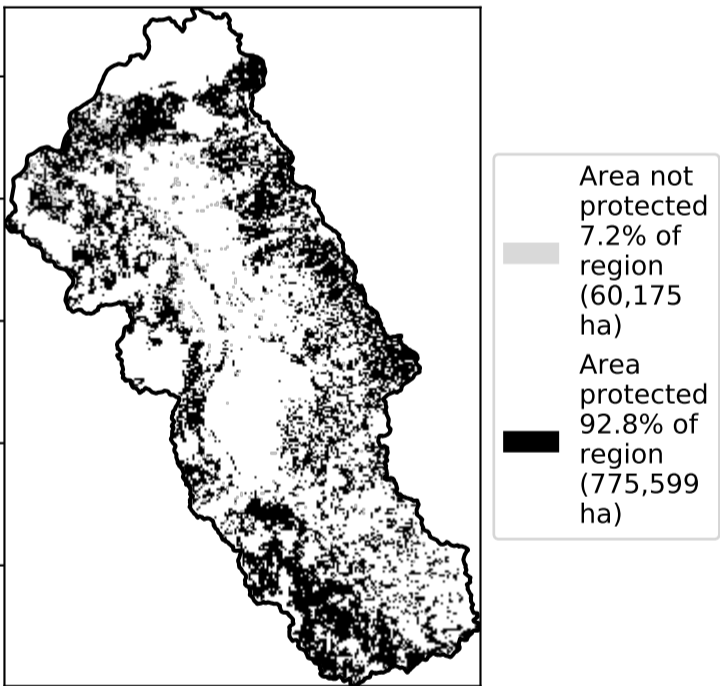 Area not
protected
7.2% of
region
(60,175
ha)
Area
protected
92.8% of
region
(775,599
ha)